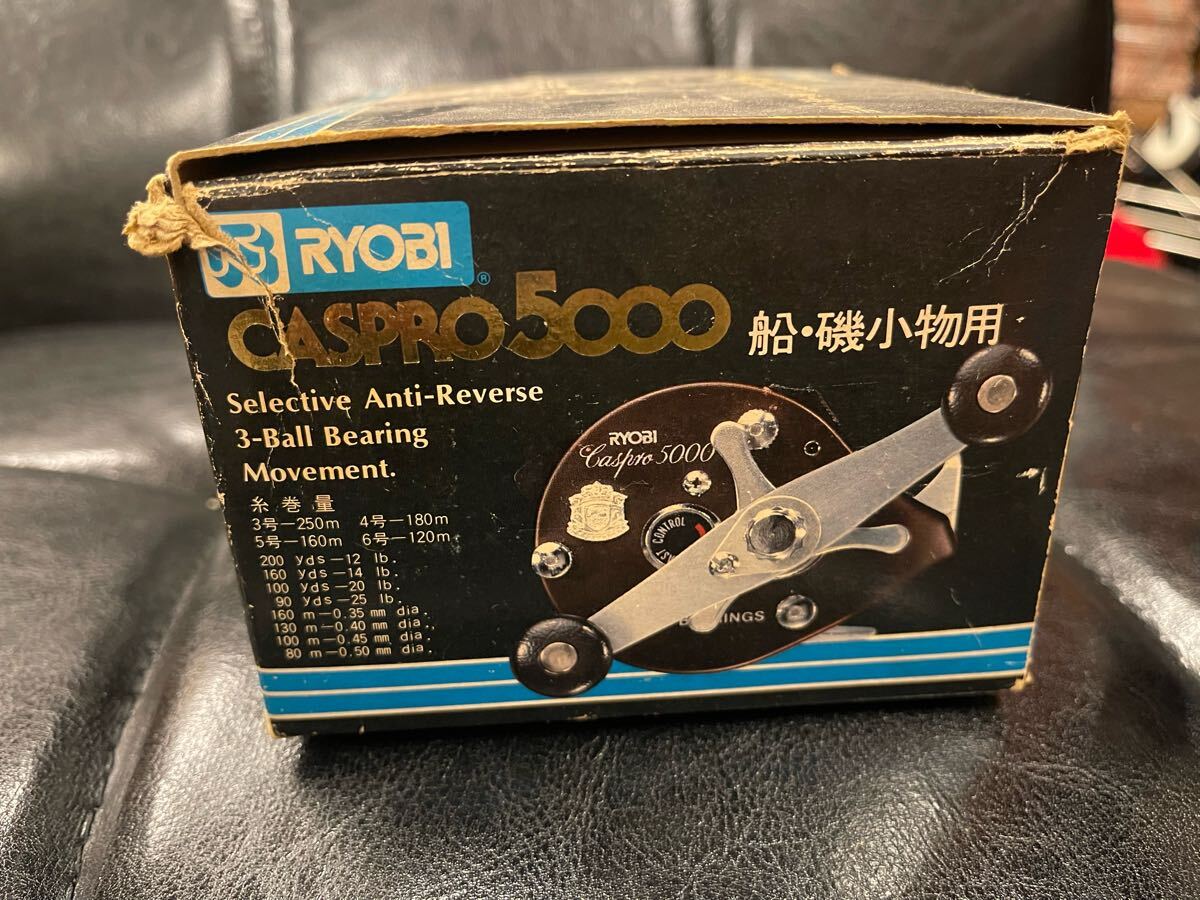 RYOBI
®
CASPRO 5000
船・磯小物用
Selective Anti-Reverse
3-Ball Bearing
Movement.
糸巻量
3号—250m 4号—180m
5号—160m 6号—120m
200 yds—12 lb.
160 yds—14 lb.
100 yds—20 lb.
90 yds—25 lb.
160 m—0.35 mm dia.
130 m—0.40 mm dia.
100 m—0.45 mm dia.
80 m—0.50 mm dia.
RYOBI
Caspro 5000
CONTROL